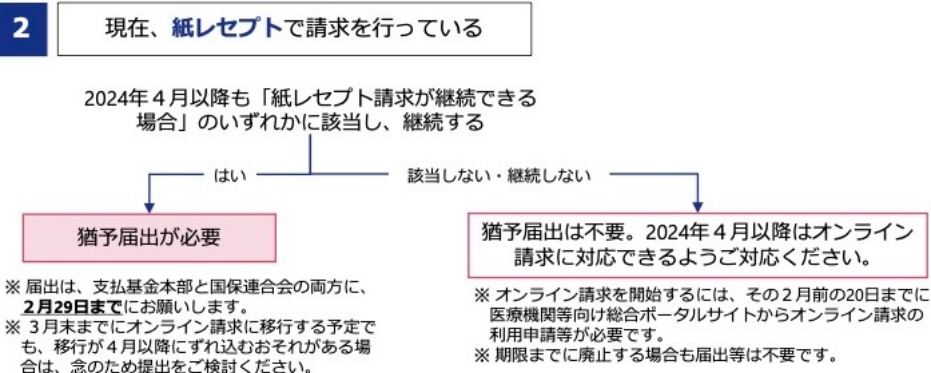 2
現在、紙レセプトで請求を行っている
2024年4月以降も「紙レセプト請求が継続できる
場合」のいずれかに該当し、継続する
はい
該当しない・継続しない
猶予届出が必要
猶予届出は不要。2024年4月以降はオンライン
請求に対応できるようご対応ください。
※ 届出は、支払基金本部と国保連合会の両方に、
2月29日までにお願いします。
※ 3月末までにオンライン請求に移行する予定で
も、移行が4月以降にずれ込むおそれがある場
合は、念のため提出をご検討ください。
※ オンライン請求を開始するには、その2月前の20日までに
医療機関等向け総合ポータルサイトからオンライン請求の
利用申請等が必要です。
※ 期限までに廃止する場合も届出等は不要です。